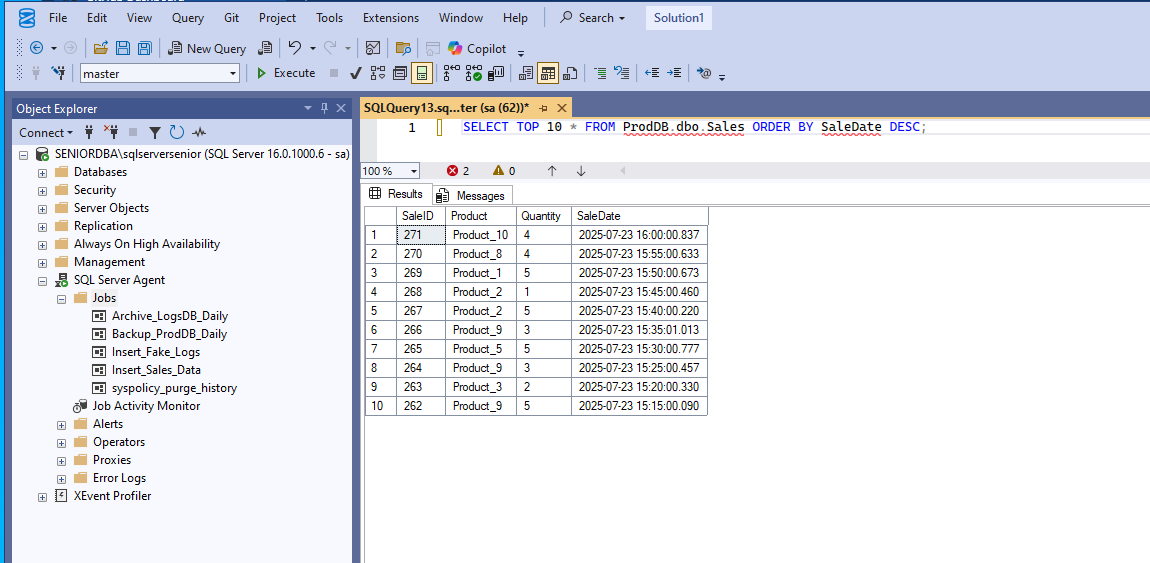 File Edit View Query Git Project Tools Extensions Window Help Search Solution1
New Query Copilot
master Execute
Object Explorer
SQLQuery13.sq...ter (sa (62))*
Connect
1 SELECT TOP 10 * FROM ProdDB.dbo.Sales ORDER BY SaleDate DESC;
SENIORDBA\sqlserversenior (SQL Server 16.0.1000.6 - sa)
Databases
Security
Server Objects
Replication
Always On High Availability
Management
SQL Server Agent
Jobs
Archive_LogsDB_Daily
Backup_ProdDB_Daily
Insert_Fake_Logs
Insert_Sales_Data
syspolicy_purge_history
Job Activity Monitor
Alerts
Operators
Proxies
Error Logs
XEvent Profiler
100 % 2 0
Results Messages
SaleID Product Quantity SaleDate
1 271 Product_10 4 2025-07-23 16:00:00.837
2 270 Product_8 4 2025-07-23 15:55:00.633
3 269 Product_1 5 2025-07-23 15:50:00.673
4 268 Product_2 1 2025-07-23 15:45:00.460
5 267 Product_2 5 2025-07-23 15:40:00.220
6 266 Product_9 3 2025-07-23 15:35:01.013
7 265 Product_5 5 2025-07-23 15:30:00.777
8 264 Product_9 3 2025-07-23 15:25:00.457
9 263 Product_3 2 2025-07-23 15:20:00.330
10 262 Product_9 5 2025-07-23 15:15:00.090